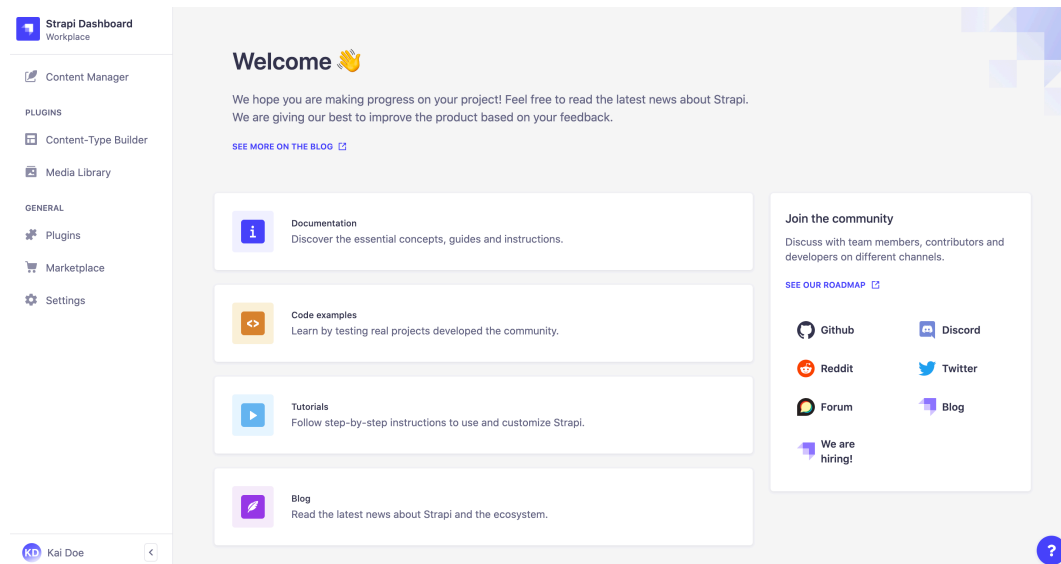 Strapi Dashboard
Workplace
Content Manager
PLUGINS
Content-Type Builder
Media Library
GENERAL
Plugins
Marketplace
Settings
KD Kai Doe
Welcome 👋
We hope you are making progress on your project! Feel free to read the latest news about Strapi.
We are giving our best to improve the product based on your feedback.
SEE MORE ON THE BLOG
i
Documentation
Discover the essential concepts, guides and instructions.
<>
Code examples
Learn by testing real projects developed the community.
Tutorials
Follow step-by-step instructions to use and customize Strapi.
Blog
Read the latest news about Strapi and the ecosystem.
Join the community
Discuss with team members, contributors and
developers on different channels.
SEE OUR ROADMAP
Github
Discord
Reddit
Twitter
Forum
Blog
We are
hiring!
?